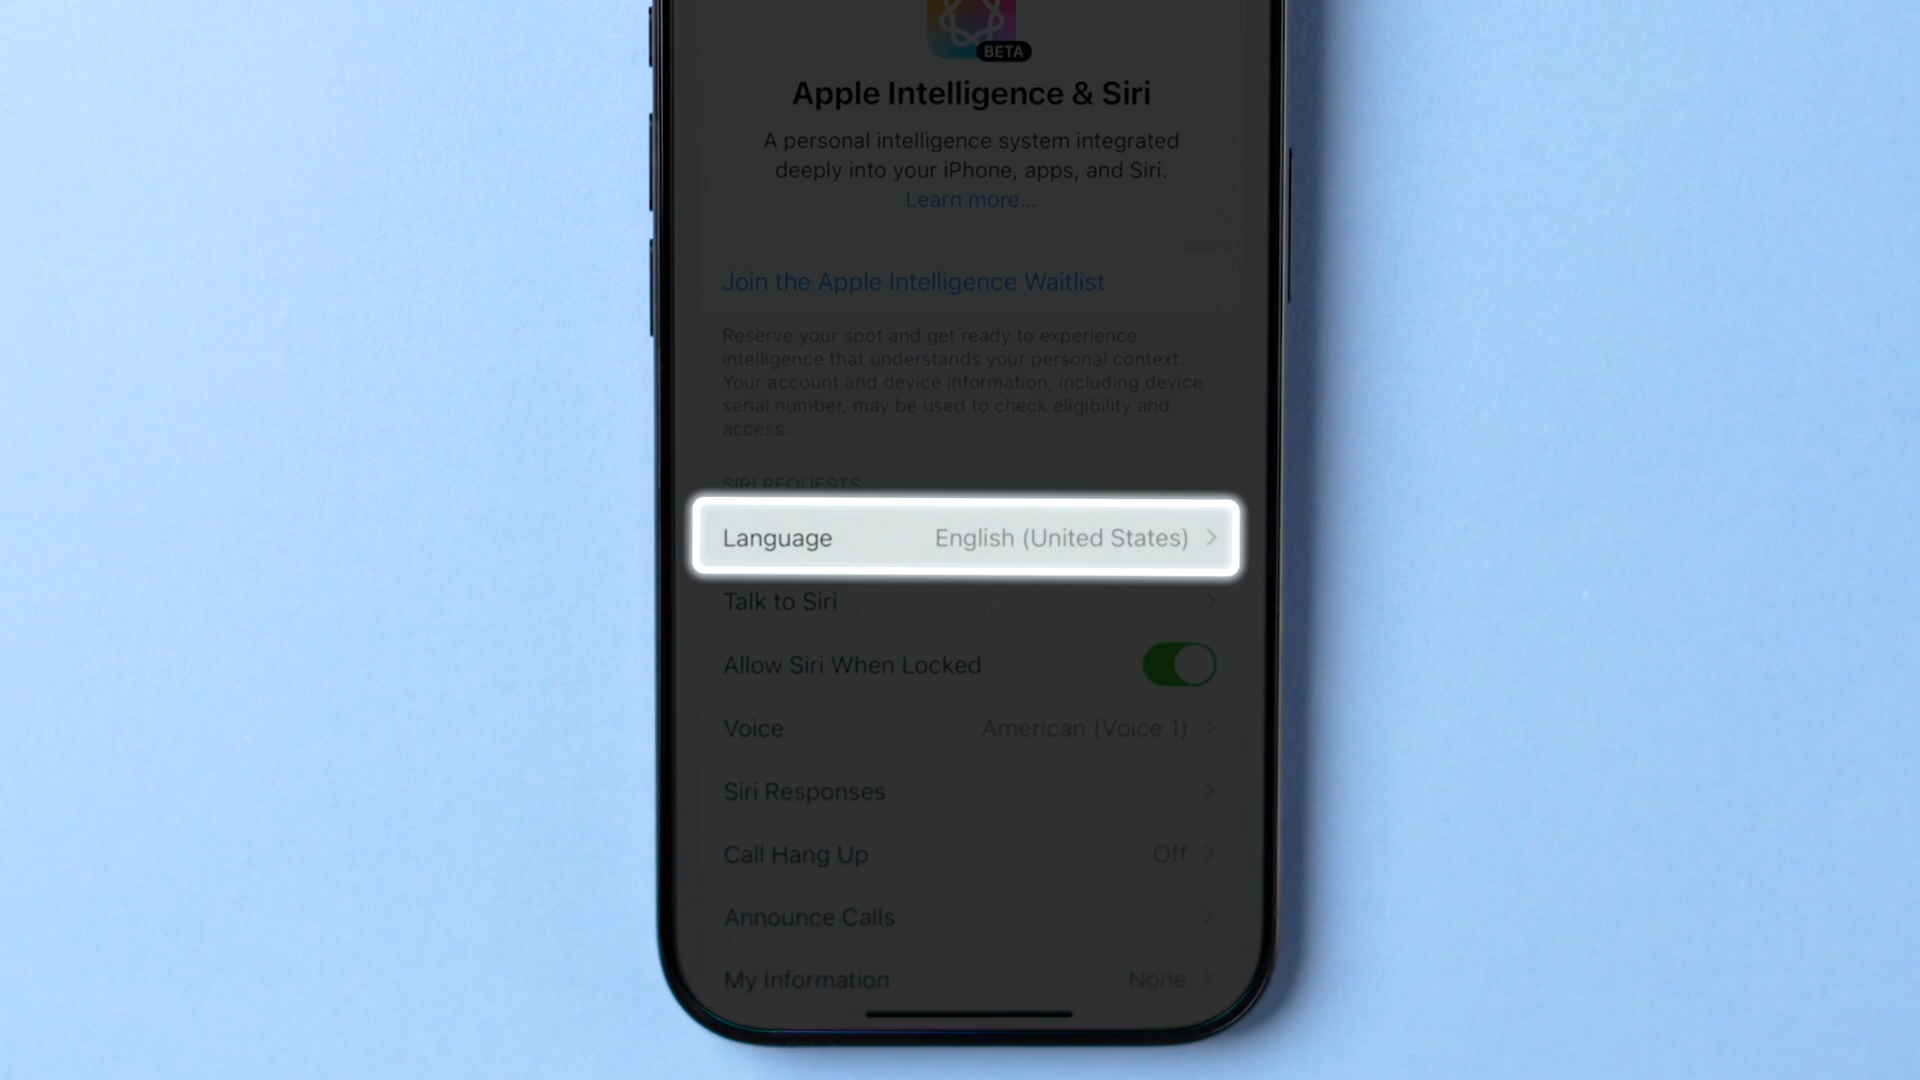 BETA
Apple Intelligence & Siri
A personal intelligence system integrated
deeply into your iPhone, apps, and Siri.
Learn more...
Join the Apple Intelligence Waitlist
Reserve your spot and get ready to experience
intelligence that understands your personal context.
Your account and device information, including device
serial number, may be used to check eligibility and
access.
SIRI REQUESTS
Language English (United States)
Talk to Siri
Allow Siri When Locked
Voice American (Voice 1)
Siri Responses
Call Hang Up Off
Announce Calls
My Information None